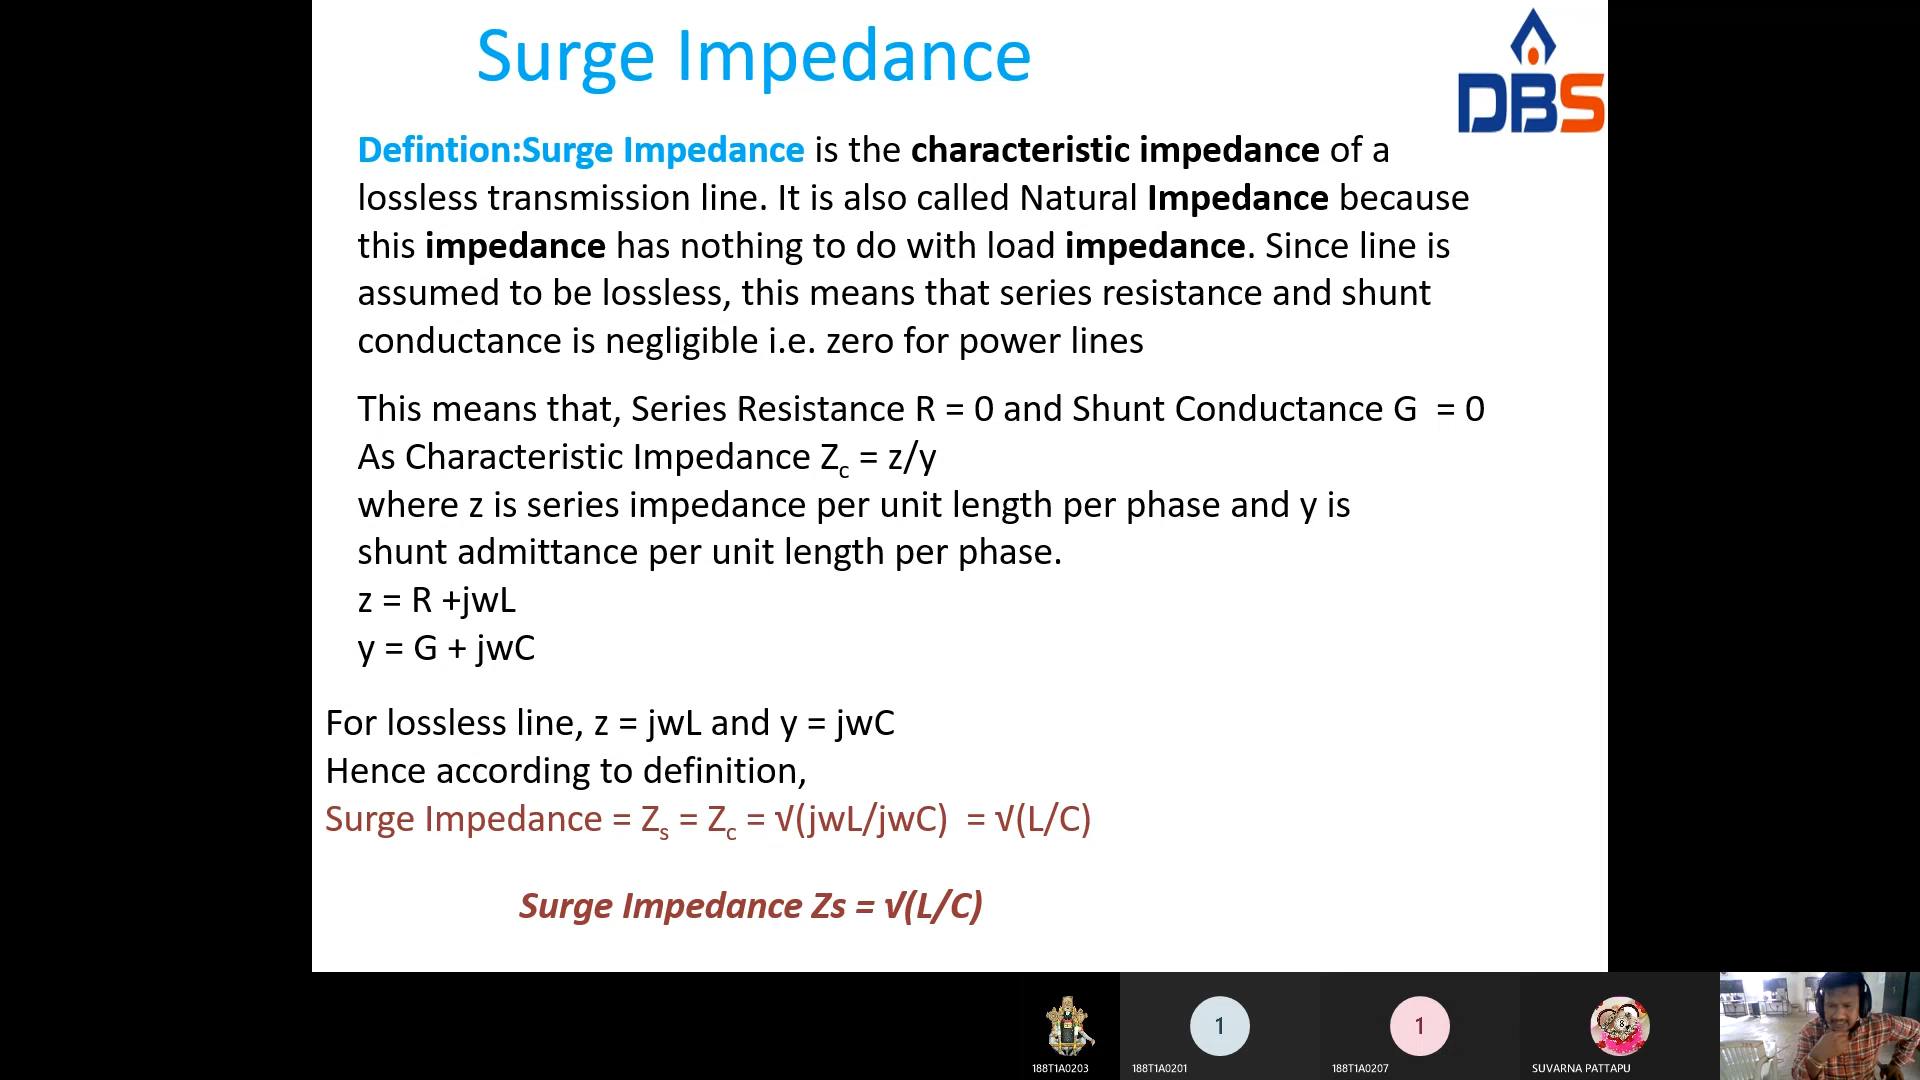 Surge Impedance
DBS
Defintion:Surge Impedance is the characteristic impedance of a
lossless transmission line. It is also called Natural Impedance because
this impedance has nothing to do with load impedance. Since line is
assumed to be lossless, this means that series resistance and shunt
conductance is negligible i.e. zero for power lines
This means that, Series Resistance R = 0 and Shunt Conductance G  = 0
As Characteristic Impedance Zc = z/y
where z is series impedance per unit length per phase and y is
shunt admittance per unit length per phase.
z = R +jwL
y = G + jwC
For lossless line, z = jwL and y = jwC
Hence according to definition,
Surge Impedance = Zs = Zc = √(jwL/jwC)  = √(L/C)
Surge Impedance Zs = √(L/C)
1
1
8
188T1A0203
188T1A0201
188T1A0207
SUVARNA PATTAPU